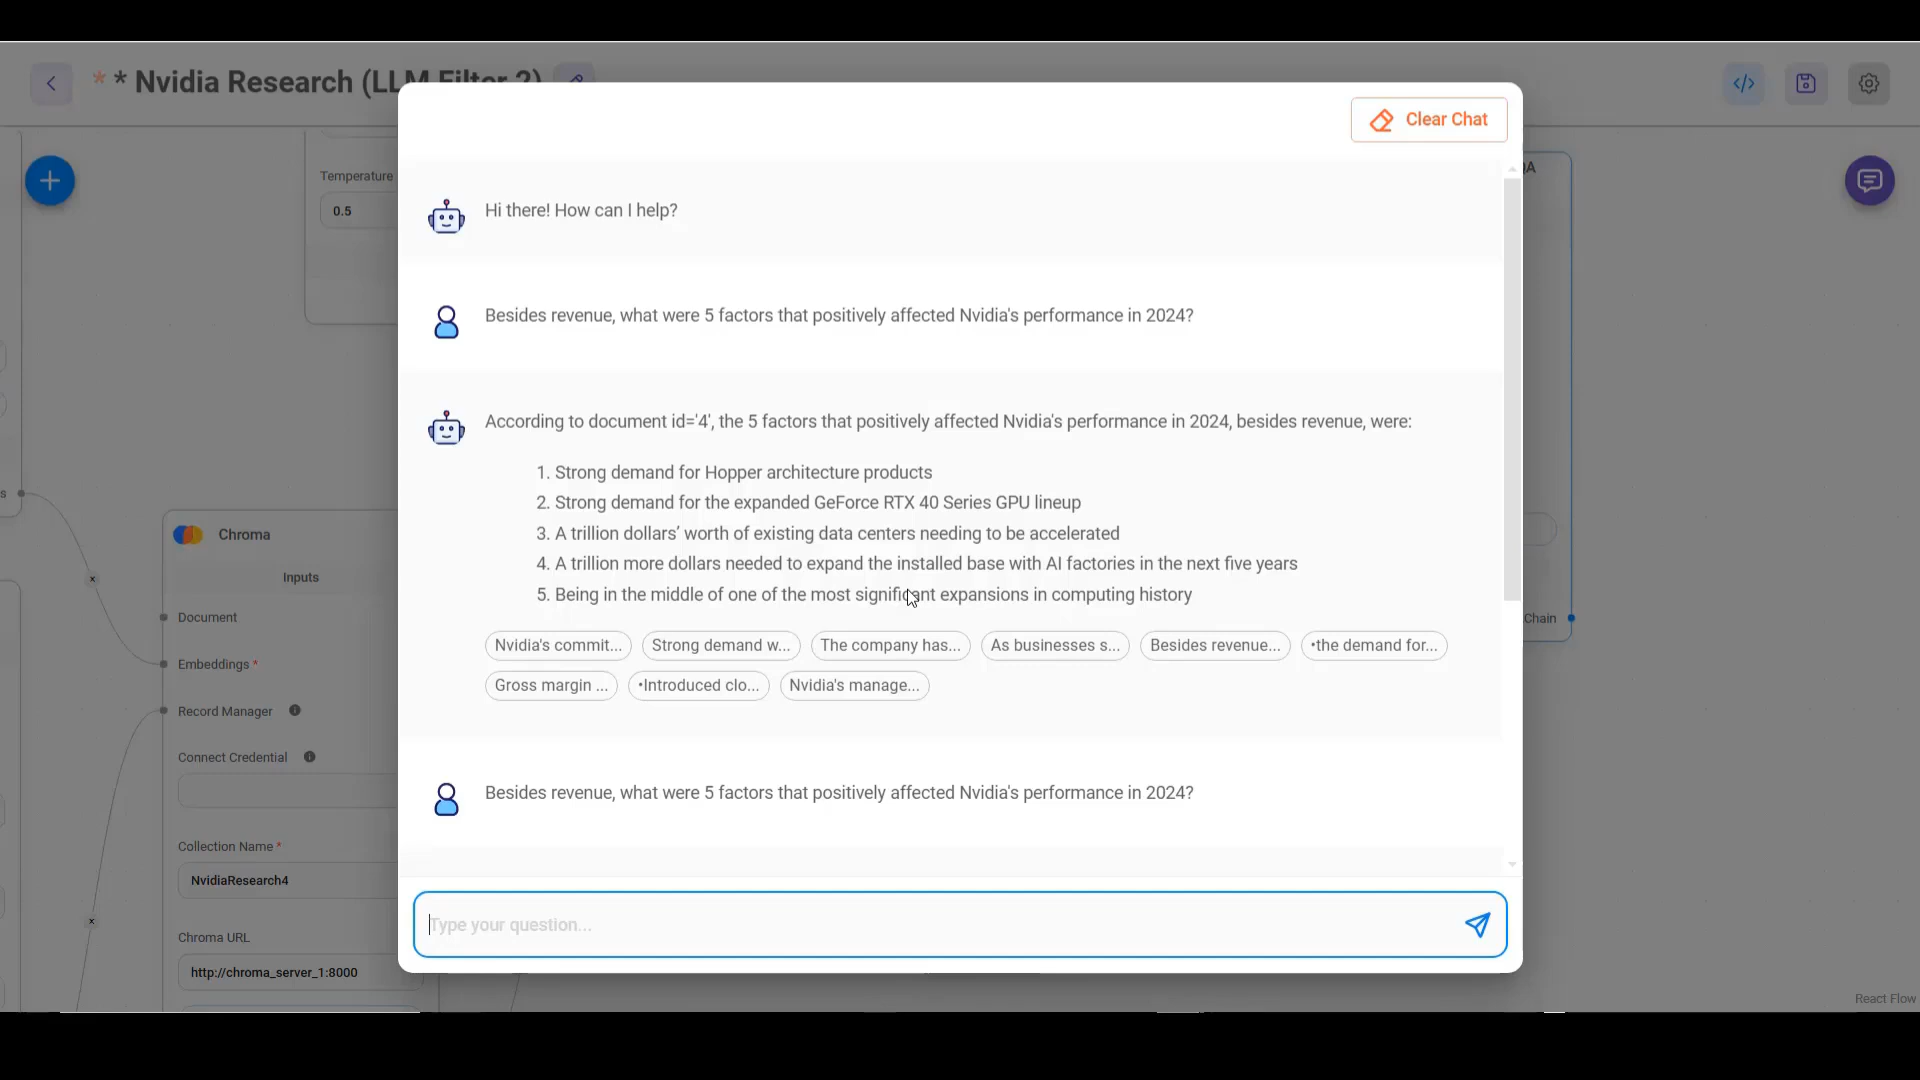 * * Nvidia Research (LLM Filter 2)
Clear Chat
Temperature
0.5
Hi there! How can I help?
Besides revenue, what were 5 factors that positively affected Nvidia's performance in 2024?
According to document id='4', the 5 factors that positively affected Nvidia's performance in 2024, besides revenue, were:
1. Strong demand for Hopper architecture products
2. Strong demand for the expanded GeForce RTX 40 Series GPU lineup
3. A trillion dollars’ worth of existing data centers needing to be accelerated
4. A trillion more dollars needed to expand the installed base with AI factories in the next five years
5. Being in the middle of one of the most significant expansions in computing history
Nvidia's commit... Strong demand w... The company has... As businesses s... Besides revenue... •the demand for...
Gross margin ... •Introduced clo... Nvidia's manage...
Besides revenue, what were 5 factors that positively affected Nvidia's performance in 2024?
Type your question...
Chroma
Inputs
Document
Embeddings *
Record Manager
Connect Credential
Collection Name *
NvidiaResearch4
Chroma URL
http://chroma_server_1:8000
Chain
React Flow